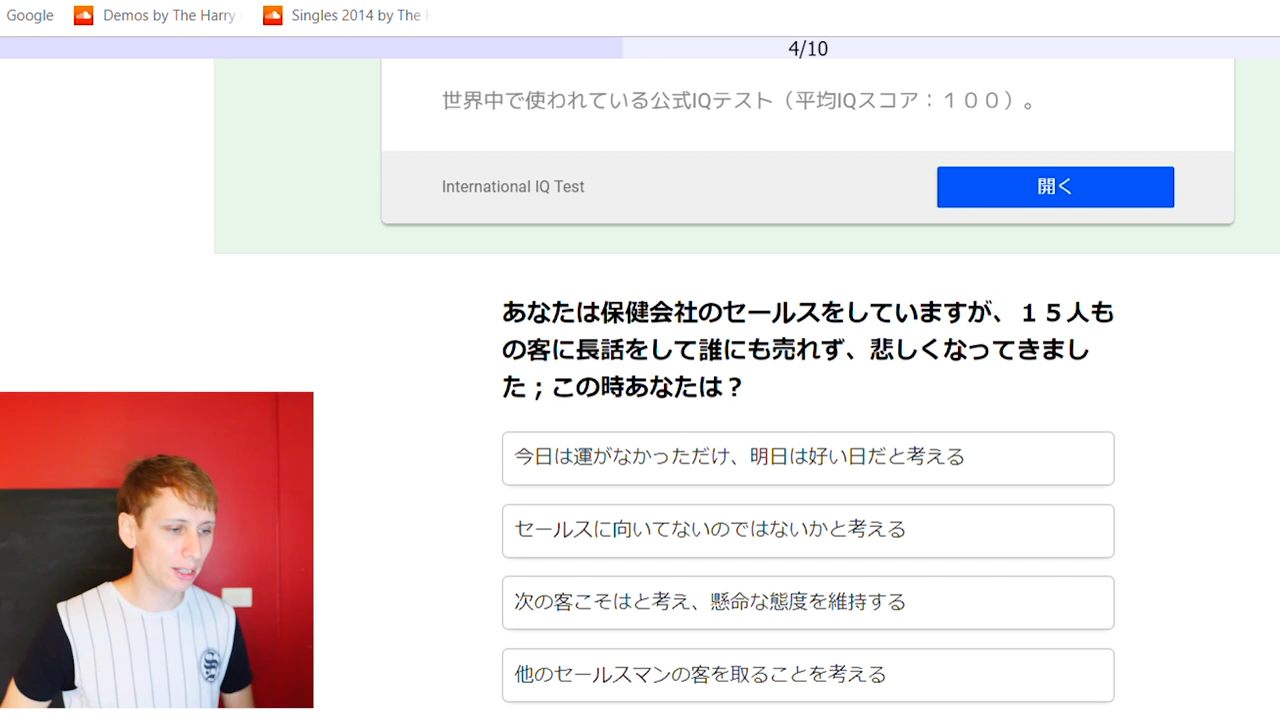 Google Demos by The Harry Singles 2014 by The
4/10
世界中で使われている公式IQテスト（平均IQスコア：１００）。
International IQ Test 開く
あなたは保健会社のセールスをしていますが、１５人も
の客に長話をして誰にも売れず、悲しくなってきまし
た；この時あなたは？
今日は運がなかっただけ、明日は好い日だと考える
セールスに向いてないのではないかと考える
次の客こそはと考え、懸命な態度を維持する
他のセールスマンの客を取ることを考える